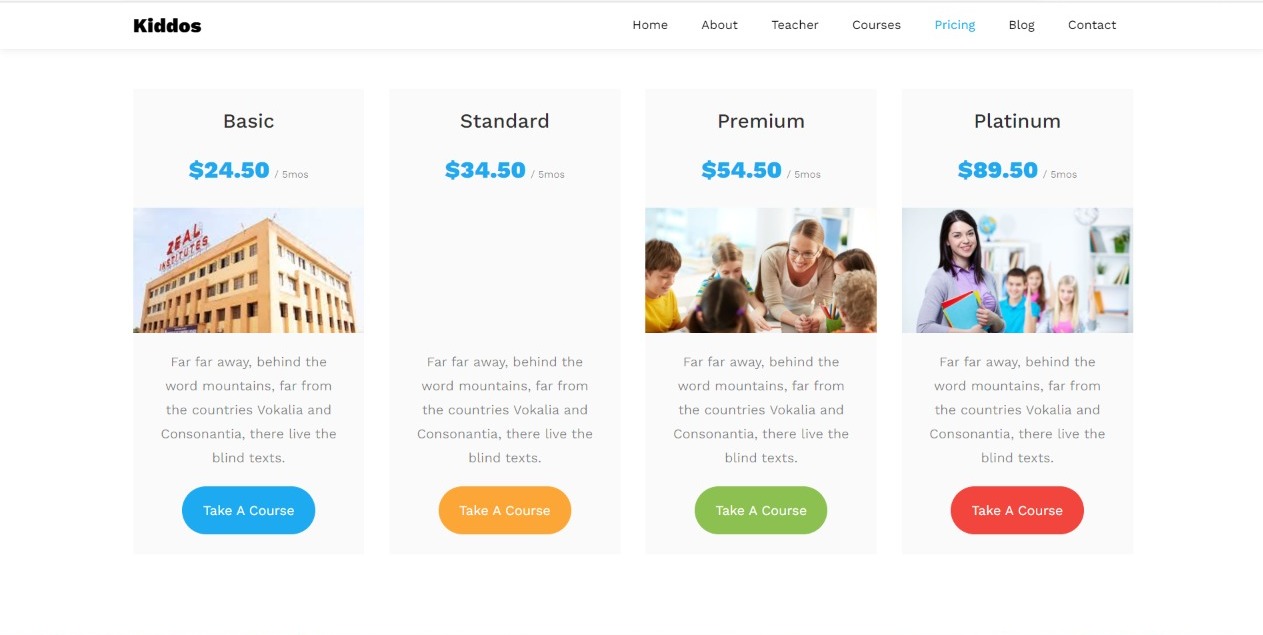 Kiddos
Home About Teacher Courses Pricing Blog Contact
Basic
$24.50 / 5mos
ZEAL
INSTITUTES
Far far away, behind the
word mountains, far from
the countries Vokalia and
Consonantia, there live the
blind texts.
Take A Course
Standard
$34.50 / 5mos
Far far away, behind the
word mountains, far from
the countries Vokalia and
Consonantia, there live the
blind texts.
Take A Course
Premium
$54.50 / 5mos
Far far away, behind the
word mountains, far from
the countries Vokalia and
Consonantia, there live the
blind texts.
Take A Course
Platinum
$89.50 / 5mos
Far far away, behind the
word mountains, far from
the countries Vokalia and
Consonantia, there live the
blind texts.
Take A Course